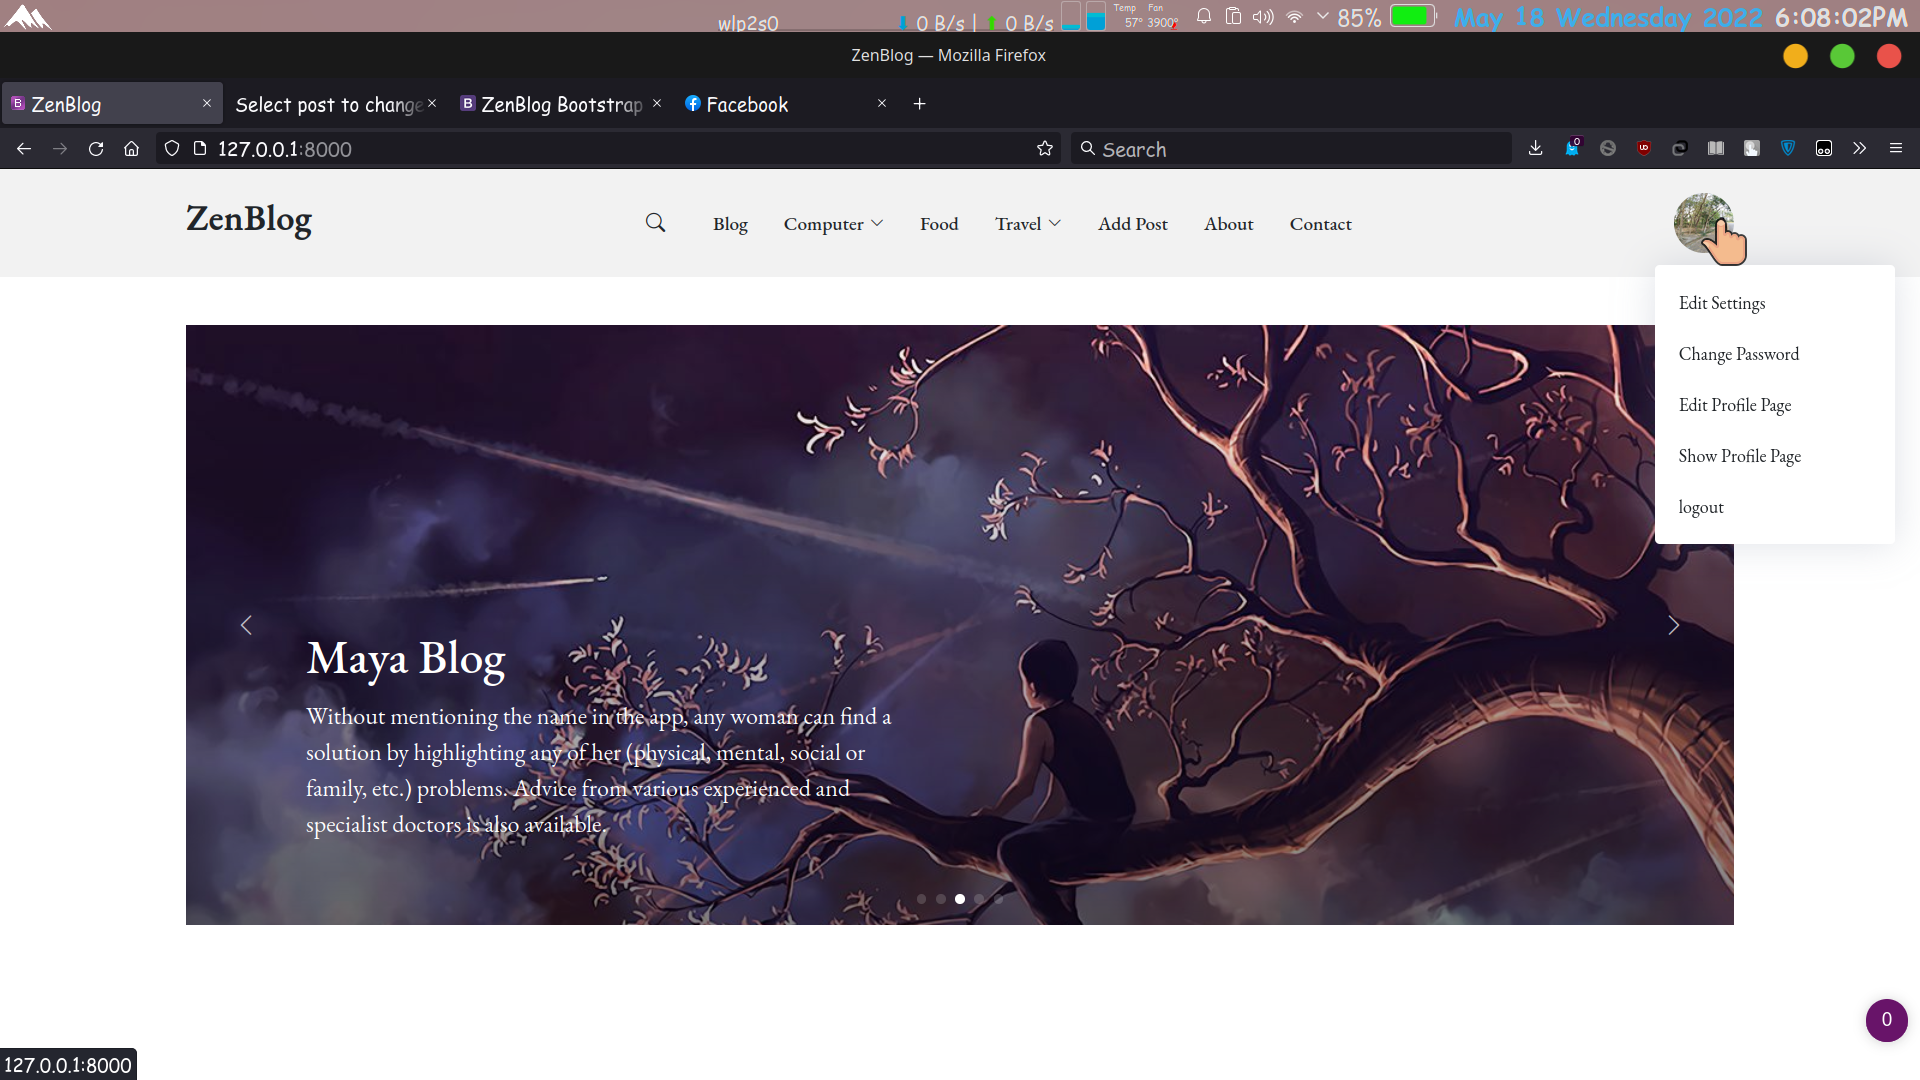 wlp2s0 0 B/s | 0 B/s Temp Fan 57° 3900° 85% May 18 Wednesday 2022 6:08:02PM
ZenBlog — Mozilla Firefox
ZenBlog Select post to change ZenBlog Bootstrap Facebook
127.0.0.1:8000 Search 0
ZenBlog Blog Computer Food Travel Add Post About Contact
Edit Settings
Change Password
Edit Profile Page
Show Profile Page
logout
Maya Blog
Without mentioning the name in the app, any woman can find a
solution by highlighting any of her (physical, mental, social or
family, etc.) problems. Advice from various experienced and
specialist doctors is also available.
0
127.0.0.1:8000